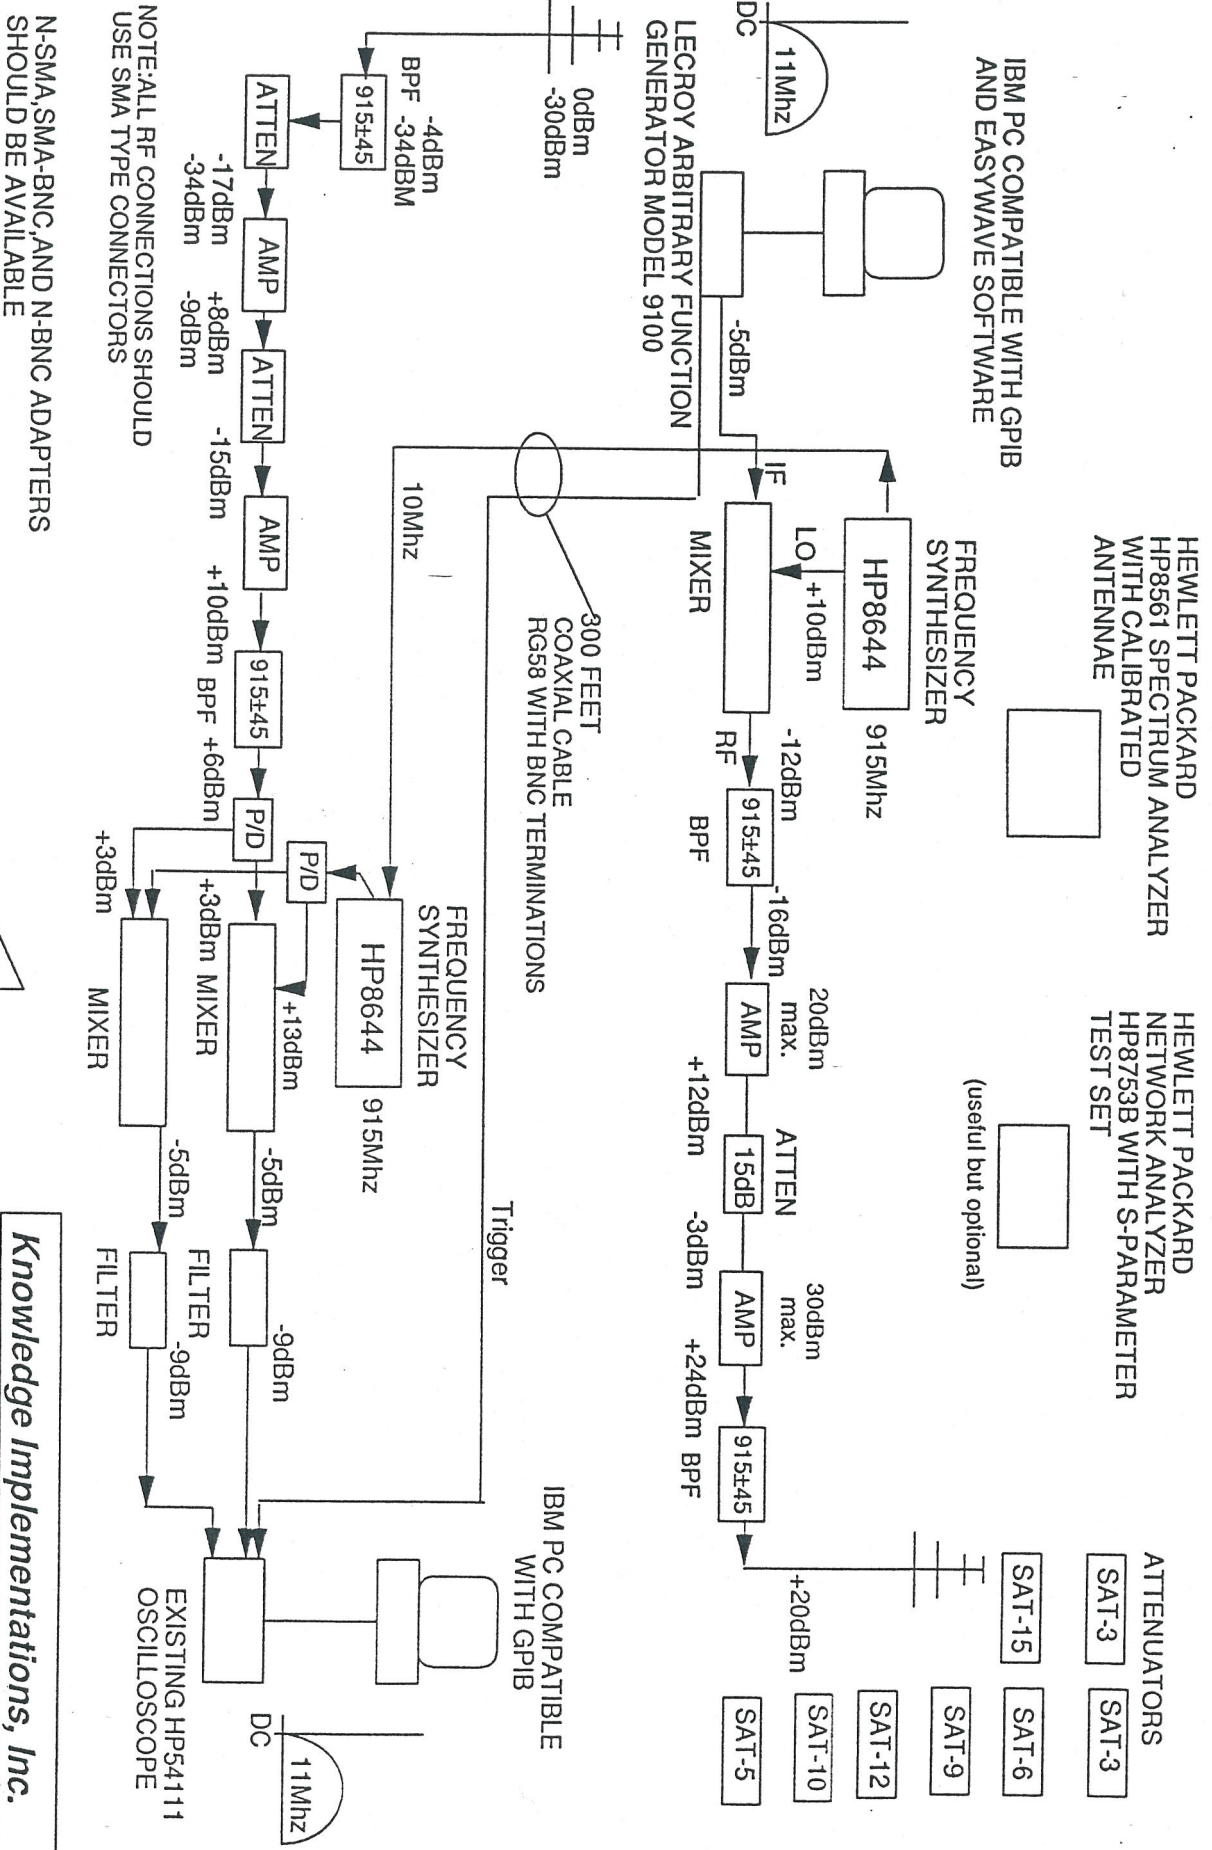 IBM PC COMPATIBLE WITH GPIB
AND EASYWAVE SOFTWARE
HEWLETT PACKARD
HP8561 SPECTRUM ANALYZER
WITH CALIBRATED
ANTENNAE
HEWLETT PACKARD
NETWORK ANALYZER
HP8753B WITH S-PARAMETER
TEST SET
(useful but optional)
ATTENUATORS
SAT-3
SAT-3
SAT-15
SAT-6
SAT-9
SAT-12
SAT-10
SAT-5
DC
11Mhz
LECROY ARBITRARY FUNCTION
GENERATOR MODEL 9100
-5dBm
IF
MIXER
FREQUENCY
SYNTHESIZER
HP8644
915Mhz
LO
+10dBm
RF
-12dBm
915±45
BPF
-16dBm
20dBm
max.
AMP
+12dBm
ATTEN
15dB
-3dBm
30dBm
max.
AMP
+24dBm
BPF
915±45
+20dBm
300 FEET
COAXIAL CABLE
RG58 WITH BNC TERMINATIONS
10Mhz
Trigger
0dBm
-30dBm
BPF
-4dBm
-34dBM
915±45
ATTEN
-17dBm
-34dBm
AMP
+8dBm
-9dBm
ATTEN
-15dBm
AMP
+10dBm
BPF
915±45
+6dBm
P/D
P/D
FREQUENCY
SYNTHESIZER
HP8644
915Mhz
+13dBm
+3dBm
MIXER
+3dBm
MIXER
-5dBm
-5dBm
FILTER
FILTER
-9dBm
-9dBm
IBM PC COMPATIBLE
WITH GPIB
EXISTING HP54111
OSCILLOSCOPE
DC
11Mhz
NOTE:ALL RF CONNECTIONS SHOULD
USE SMA TYPE CONNECTORS
N-SMA,SMA-BNC,AND N-BNC ADAPTERS
SHOULD BE AVAILABLE
Knowledge Implementations, Inc.